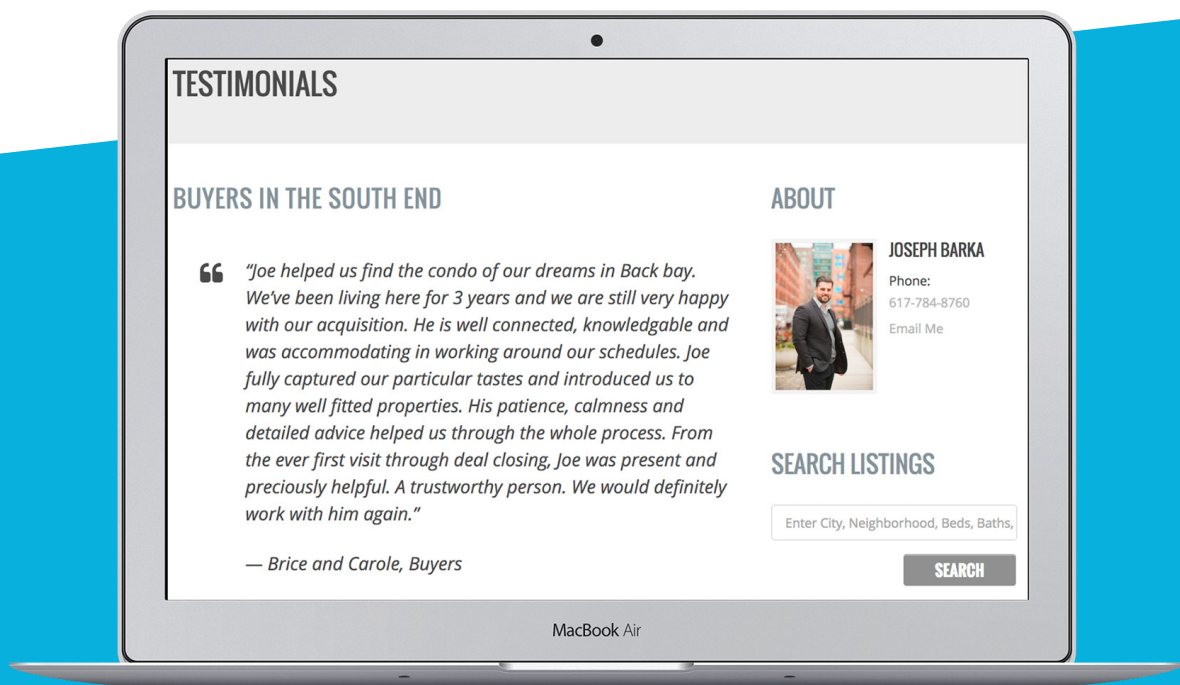 TESTIMONIALS
BUYERS IN THE SOUTH END
“Joe helped us find the condo of our dreams in Back bay.
We’ve been living here for 3 years and we are still very happy
with our acquisition. He is well connected, knowledgable and
was accommodating in working around our schedules. Joe
fully captured our particular tastes and introduced us to
many well fitted properties. His patience, calmness and
detailed advice helped us through the whole process. From
the ever first visit through deal closing, Joe was present and
preciously helpful. A trustworthy person. We would definitely
work with him again.”
— Brice and Carole, Buyers
ABOUT
JOSEPH BARKA
Phone:
617-784-8760
Email Me
SEARCH LISTINGS
Enter City, Neighborhood, Beds, Baths,
SEARCH
MacBook Air